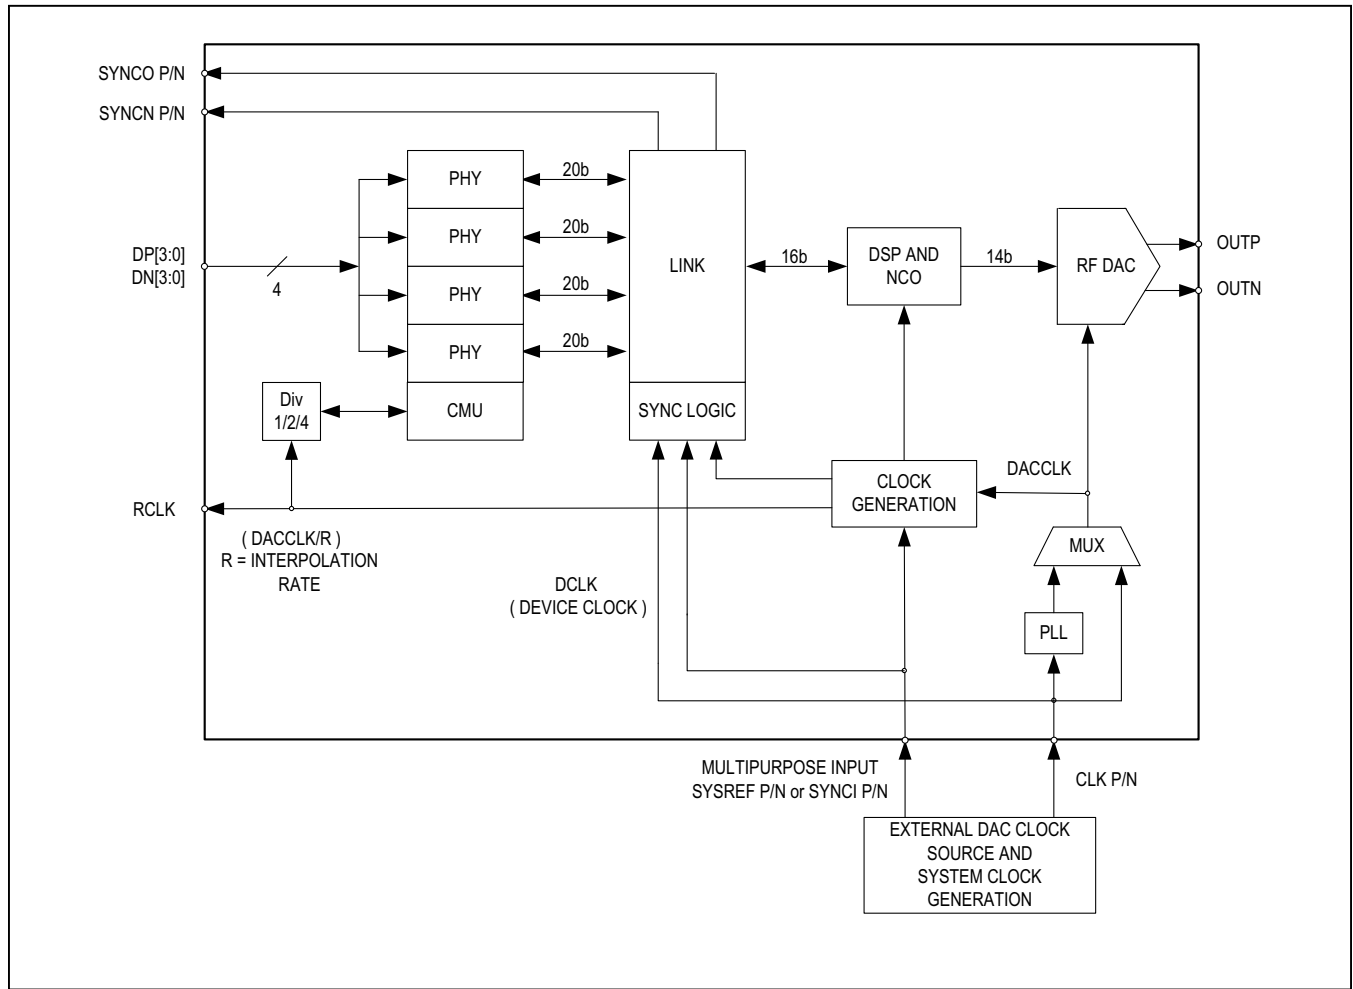 SYNCO P/N
SYNCN P/N
PHY
20b
PHY
20b
DP[3:0]
DN[3:0]
4
PHY
20b
PHY
20b
LINK
16b
DSP AND
NCO
14b
RF DAC
OUTP
OUTN
Div
1/2/4
CMU
SYNC LOGIC
RCLK
( DACCLK/R )
R = INTERPOLATION
RATE
CLOCK
GENERATION
DACCLK
MUX
DCLK
( DEVICE CLOCK )
PLL
MULTIPURPOSE INPUT
SYSREF P/N or SYNCI P/N
CLK P/N
EXTERNAL DAC CLOCK
SOURCE AND
SYSTEM CLOCK
GENERATION